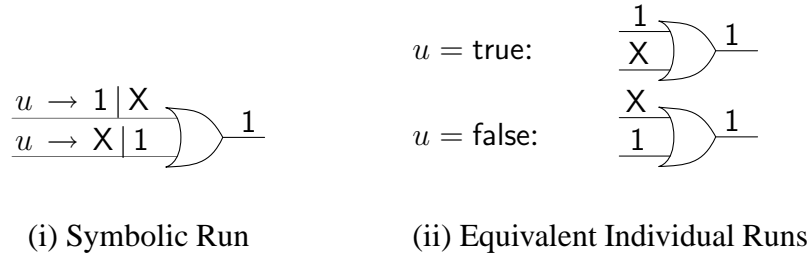 u → 1 | X
u → X | 1
1
(i) Symbolic Run
u = true:
1
X
1
u = false:
X
1
1
(ii) Equivalent Individual Runs